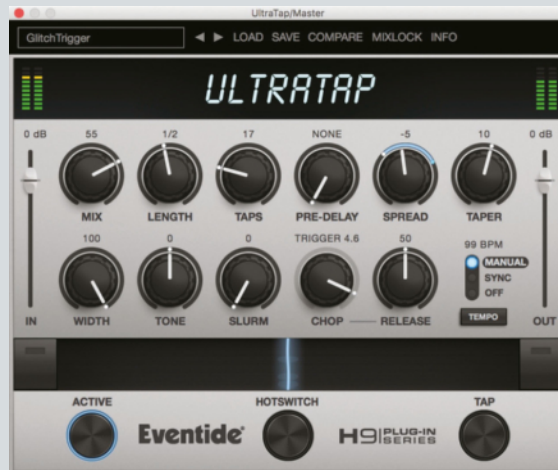 UltraTap/Master
GlitchTrigger ◀ ▶ LOAD SAVE COMPARE MIXLOCK INFO
ULTRATAP
0 dB 55 1/2 17 NONE -5 10 0 dB
MIX LENGTH TAPS PRE-DELAY SPREAD TAPER
100 0 0 TRIGGER 4.6 50 99 BPM
MANUAL
SYNC
OFF
IN WIDTH TONE SLURM CHOP RELEASE TEMPO OUT
ACTIVE HOTSWITCH TAP
Eventide® H9 PLUG-IN SERIES